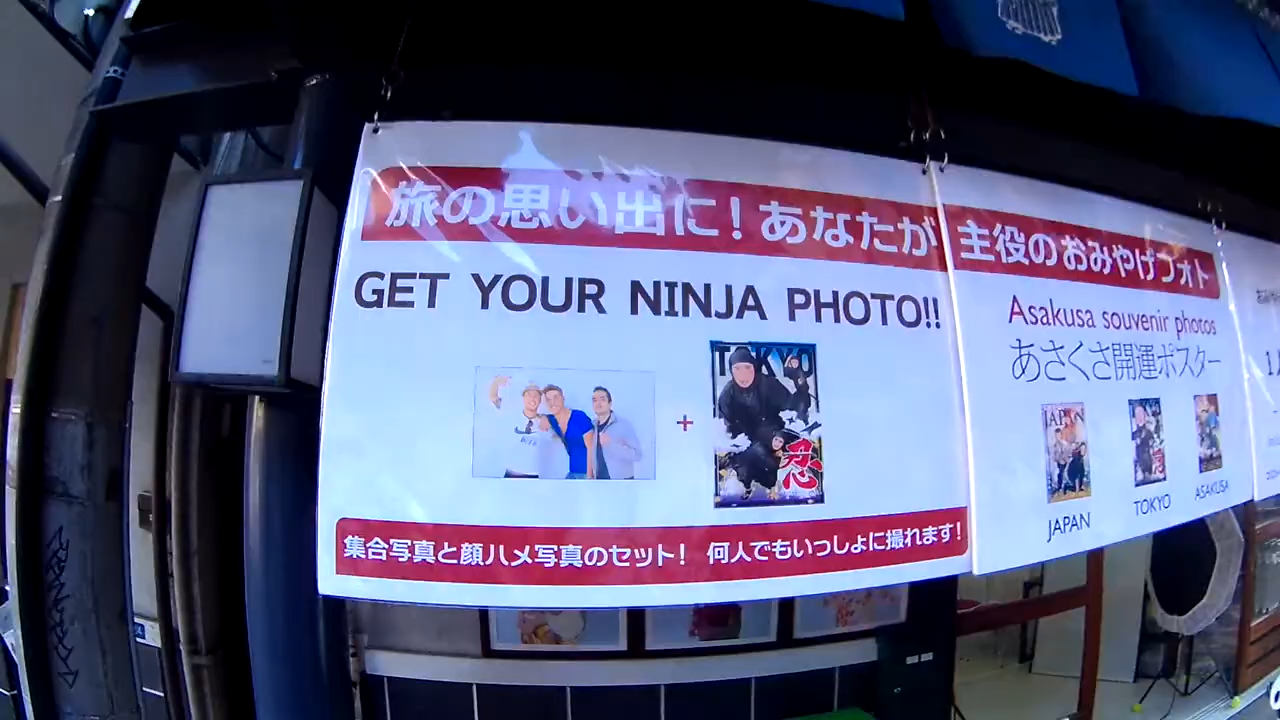 旅の思い出に！あなたが主役のおみやげフォト
GET YOUR NINJA PHOTO!!
TOKYO
忍
集合写真と顔ハメ写真のセット！ 何人でもいっしょに撮れます！
Asakusa souvenir photos
あさくさ開運ポスター
JAPAN
JAPAN
TOKYO
ASAKUSA